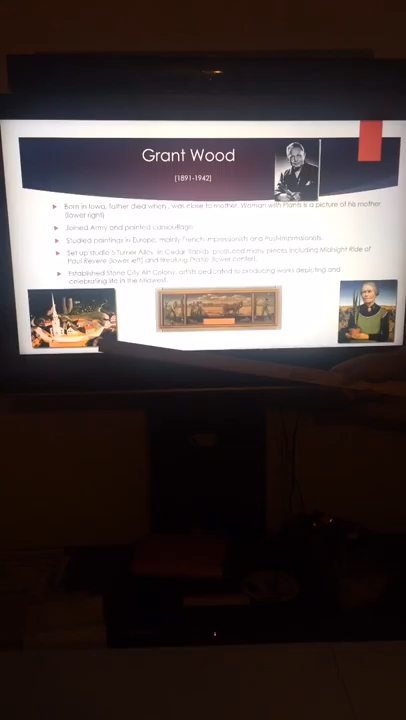 Grant Wood
(1891-1942)
Born in Iowa, father died when , was close to mother. Woman with Plants is a picture of his mother
(lower right)
Joined Army and painted camouflage
Studied paintings in Europe, mainly French Impressionists and Post-Impressionists
Set up studio 5 Turner Alley, in Cedar Rapids, produced many pieces including Midnight Ride of
Paul Revere (lower left) and (lower center).
Established Stone City Art Colony, artists dedicated to producing works depicting and
celebrating life in the Midwest